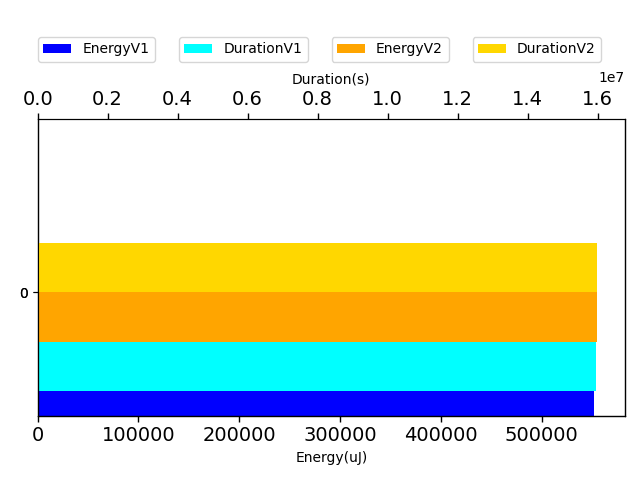 EnergyV1 DurationV1 EnergyV2 DurationV2
Duration(s)
1e7
0.0 0.2 0.4 0.6 0.8 1.0 1.2 1.4 1.6
0
0 100000 200000 300000 400000 500000
Energy(uJ)